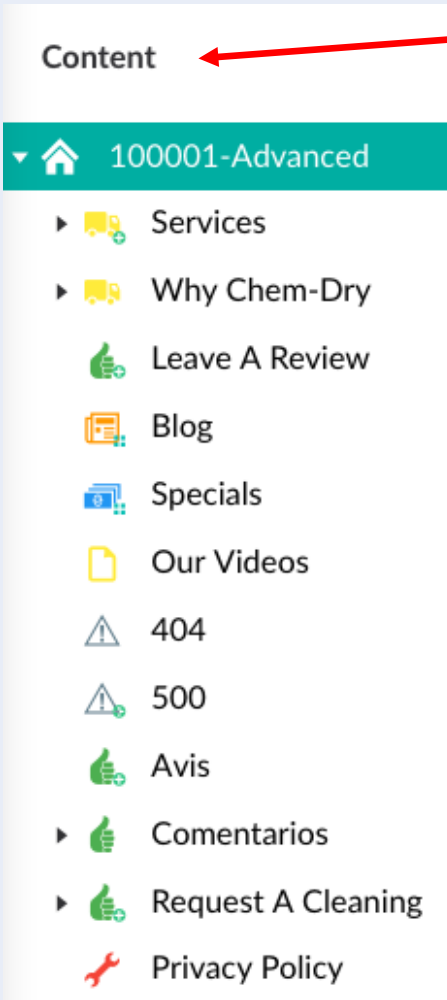 Content
100001-Advanced
Services
Why Chem-Dry
Leave A Review
Blog
Specials
Our Videos
404
500
Avis
Comentarios
Request A Cleaning
Privacy Policy